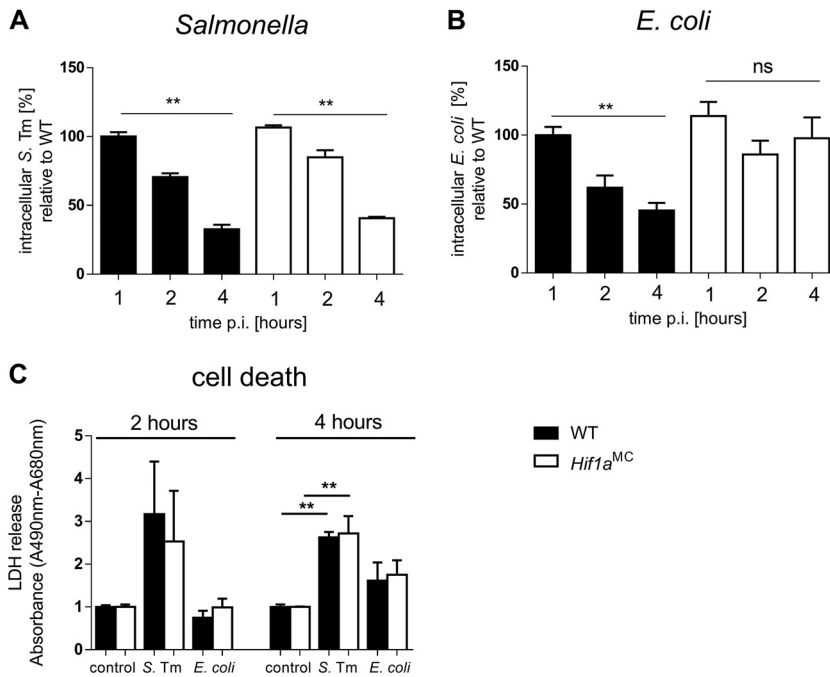 A
Salmonella
intracellular S. Tm [%]
relative to WT
150
100
50
0
**
**
1 2 4 1 2 4
time p.i. [hours]
B
E. coli
intracellular E. coli [%]
relative to WT
150
100
50
0
**
ns
1 2 4 1 2 4
time p.i. [hours]
C
cell death
LDH release
Absorbance (A490nm-A680nm)
2 hours
4 hours
5
4
3
2
1
0
**
**
control S. Tm E. coli
control S. Tm E. coli
WT
Hif1aMC